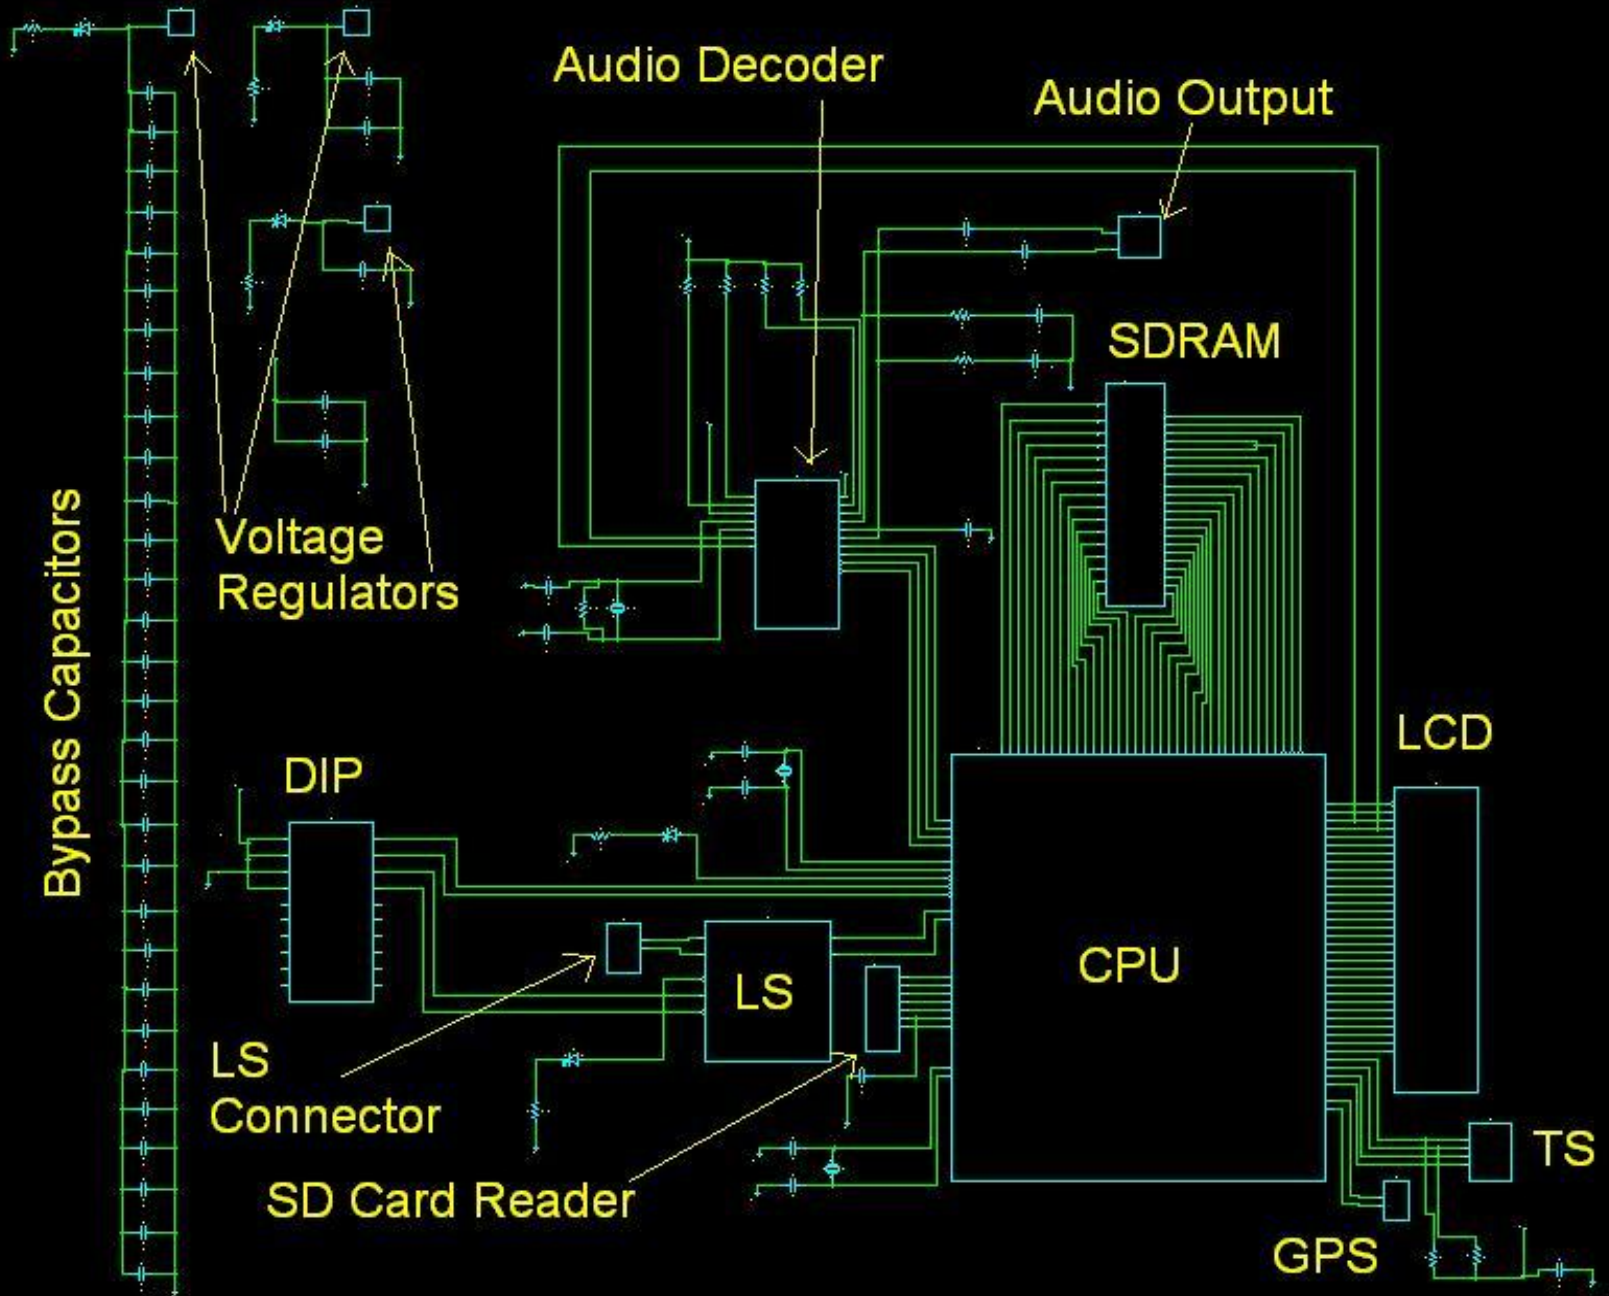 Audio Decoder
Audio Output
SDRAM
Voltage
Regulators
Bypass Capacitors
LCD
DIP
CPU
LS
LS
Connector
SD Card Reader
TS
GPS